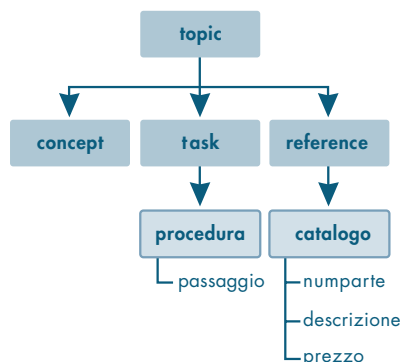 topic
concept task reference
procedura catalogo
passaggio numparte
descrizione
prezzo